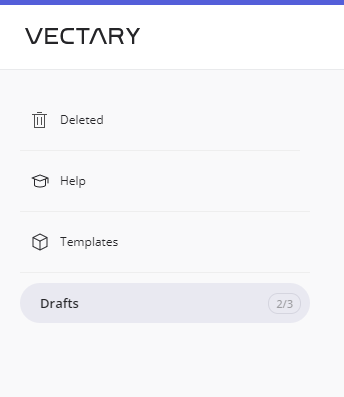 VECTARY
Deleted
Help
Templates
Drafts 2/3